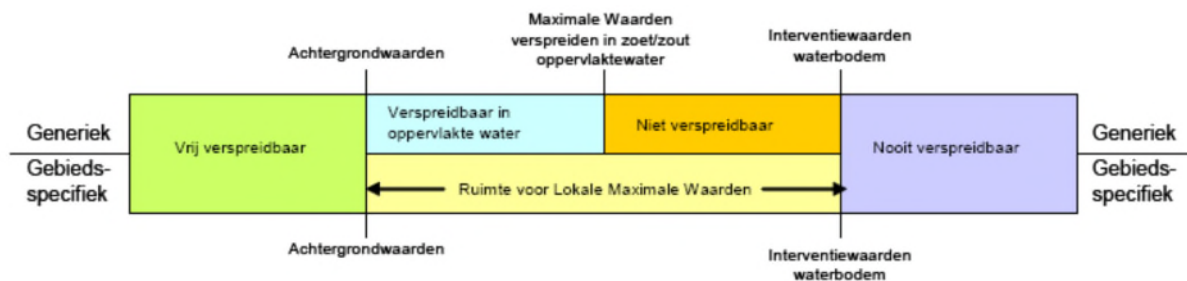 Maximale Waarden
verspreiden in zoet/zout
oppervlaktewater
Achtergrondwaarden
Interventiewaarden
waterbodem
Generiek
Gebieds-
specifiek
Vrij verspreidbaar
Verspreidbaar in
oppervlakte water
Niet verspreidbaar
Ruimte voor Lokale Maximale Waarden
Nooit verspreidbaar
Generiek
Gebieds-
specifiek
Achtergrondwaarden
Interventiewaarden
waterbodem